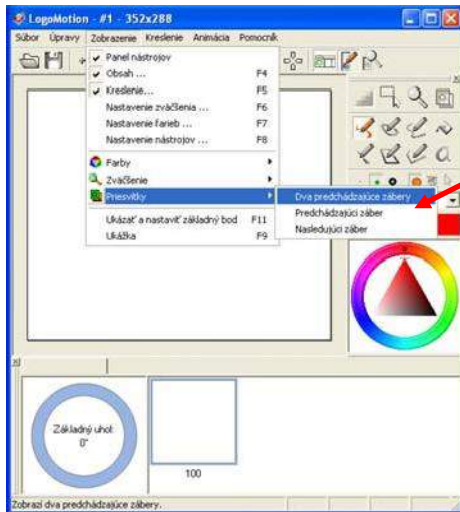 LogoMotion - #1 - 352x288
Súbor Úpravy Zobrazenie Kreslenie Animácia Pomocník
Panel nástrojov
Obsah ... F4
Kreslenie... F5
Nastavenie zväčšenia ... F6
Nastavenie farieb ... F7
Nastavenie nástrojov ... F8
Farby
Zväčšenie
Priesvitky
Dva predchádzajúce zábery
Predchádzajúci záber
Nasledujúci záber
Ukázať a nastaviť základný bod F11
Ukážka F9
Základný uhol:
0°
100
Zobrazí dva predchádzajúce zábery.